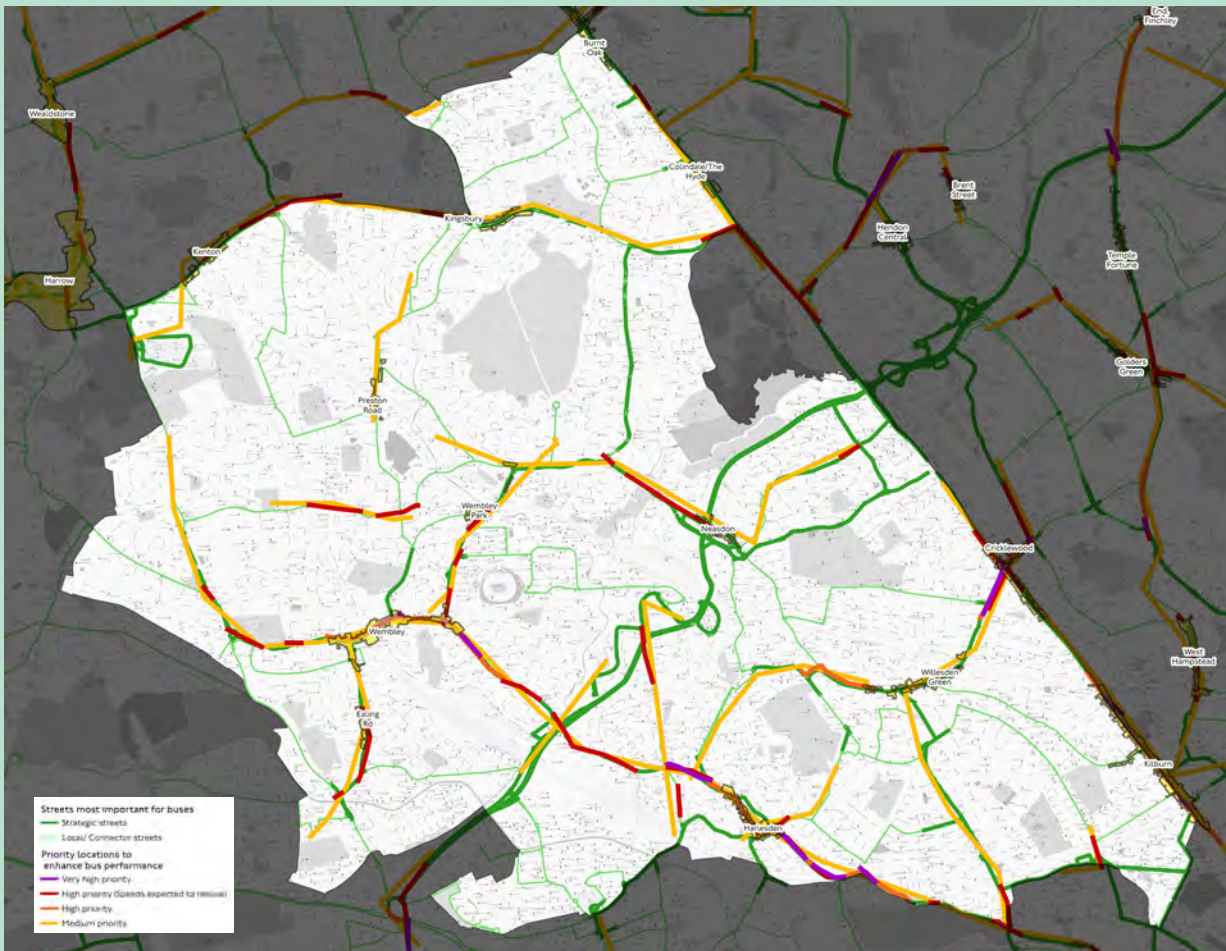 End,
Finchley
Burnt
Oak
Wealdstone
Colindale/The
Hyde
Brent
Street
Kingsbury
Hendon
Central
Kenton
Temple
Fortune
Harrow
Golders
Green
Preston
Road
Wembley
Park
Neasdon
Cricklewood
Wembley
West
Hampstead
Willesden
Green
Ealing
Rd
Kilburn
Harlesden
Streets most important for buses
Strategic streets
Local/ Connector streets
Priority locations to
enhance bus performance
Very high priority
High priority (Speeds expected to
High priority
Medium priority